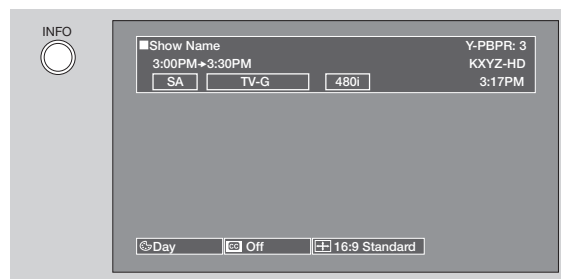 INFO
■Show Name Y-PBPR: 3
3:00PM➔3:30PM KXYZ-HD
SA TV-G 480i 3:17PM
Day CC Off 16:9 Standard